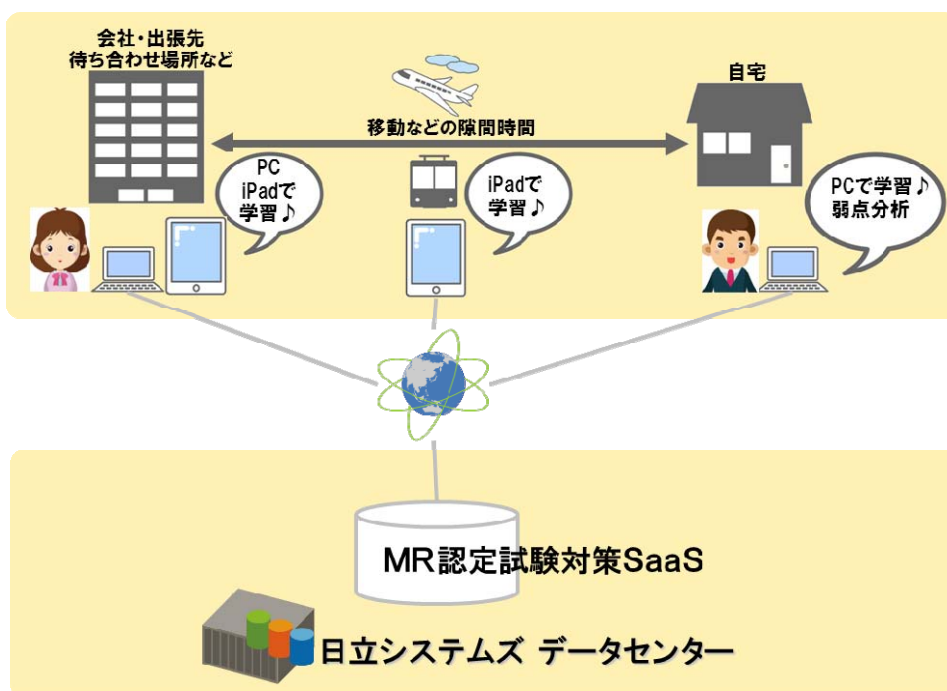 会社・出張先
待ち合わせ場所など
自宅
移動などの隙間時間
PC
iPadで
学習♪
iPadで
学習♪
PCで学習♪
弱点分析
MR認定試験対策SaaS
日立システムズ データセンター